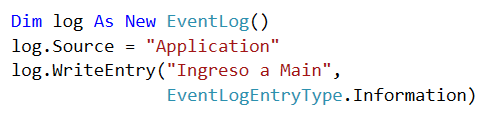 Dim log As New EventLog()
log.Source = "Application"
log.WriteEntry("Ingreso a Main",
EventLogEntryType.Information)